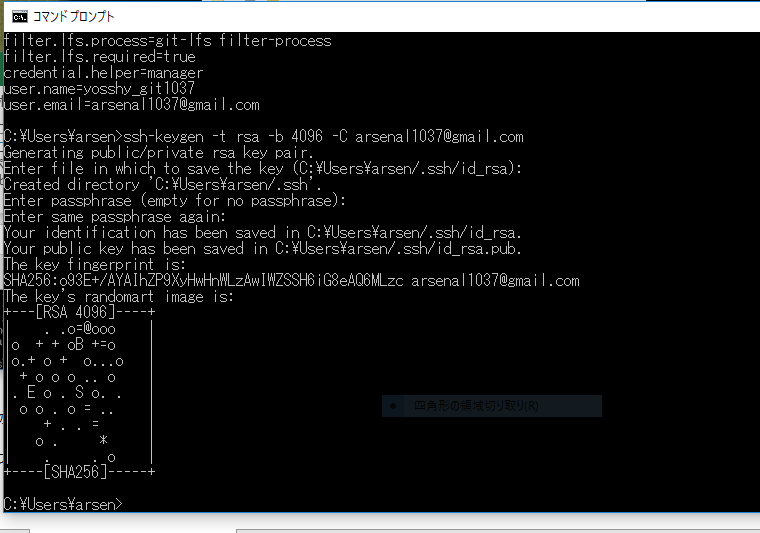 コマンドプロンプト
filter.lfs.process=git-lfs filter-process
filter.lfs.required=true
credential.helper=manager
user.name=yosshy_git1037
user.email=arsenal1037@gmail.com
C:¥Users¥arsen>ssh-keygen -t rsa -b 4096 -C arsenal1037@gmail.com
Generating public/private rsa key pair.
Enter file in which to save the key (C:¥Users¥arsen/.ssh/id_rsa):
Created directory 'C:¥Users¥arsen/.ssh'.
Enter passphrase (empty for no passphrase):
Enter same passphrase again:
Your identification has been saved in C:¥Users¥arsen/.ssh/id_rsa.
Your public key has been saved in C:¥Users¥arsen/.ssh/id_rsa.pub.
The key fingerprint is:
SHA256:o93E+/AYAIhZP9XyHwHnWLzAwIWZSSH6iG8eAQ6MLzc arsenal1037@gmail.com
The key's randomart image is:
+---[RSA 4096]----+
|    . .o=@ooo    |
|o  + + oB +=o    |
|o.+ o +  o...o   |
| + o o o .. o    |
|. E o . S o. .   |
| o o . o = ..    |
|    + . . =      |
|   o .     *     |
|    .     . o    |
+----[SHA256]-----+
四角形の領域切り取り(R)
C:¥Users¥arsen>